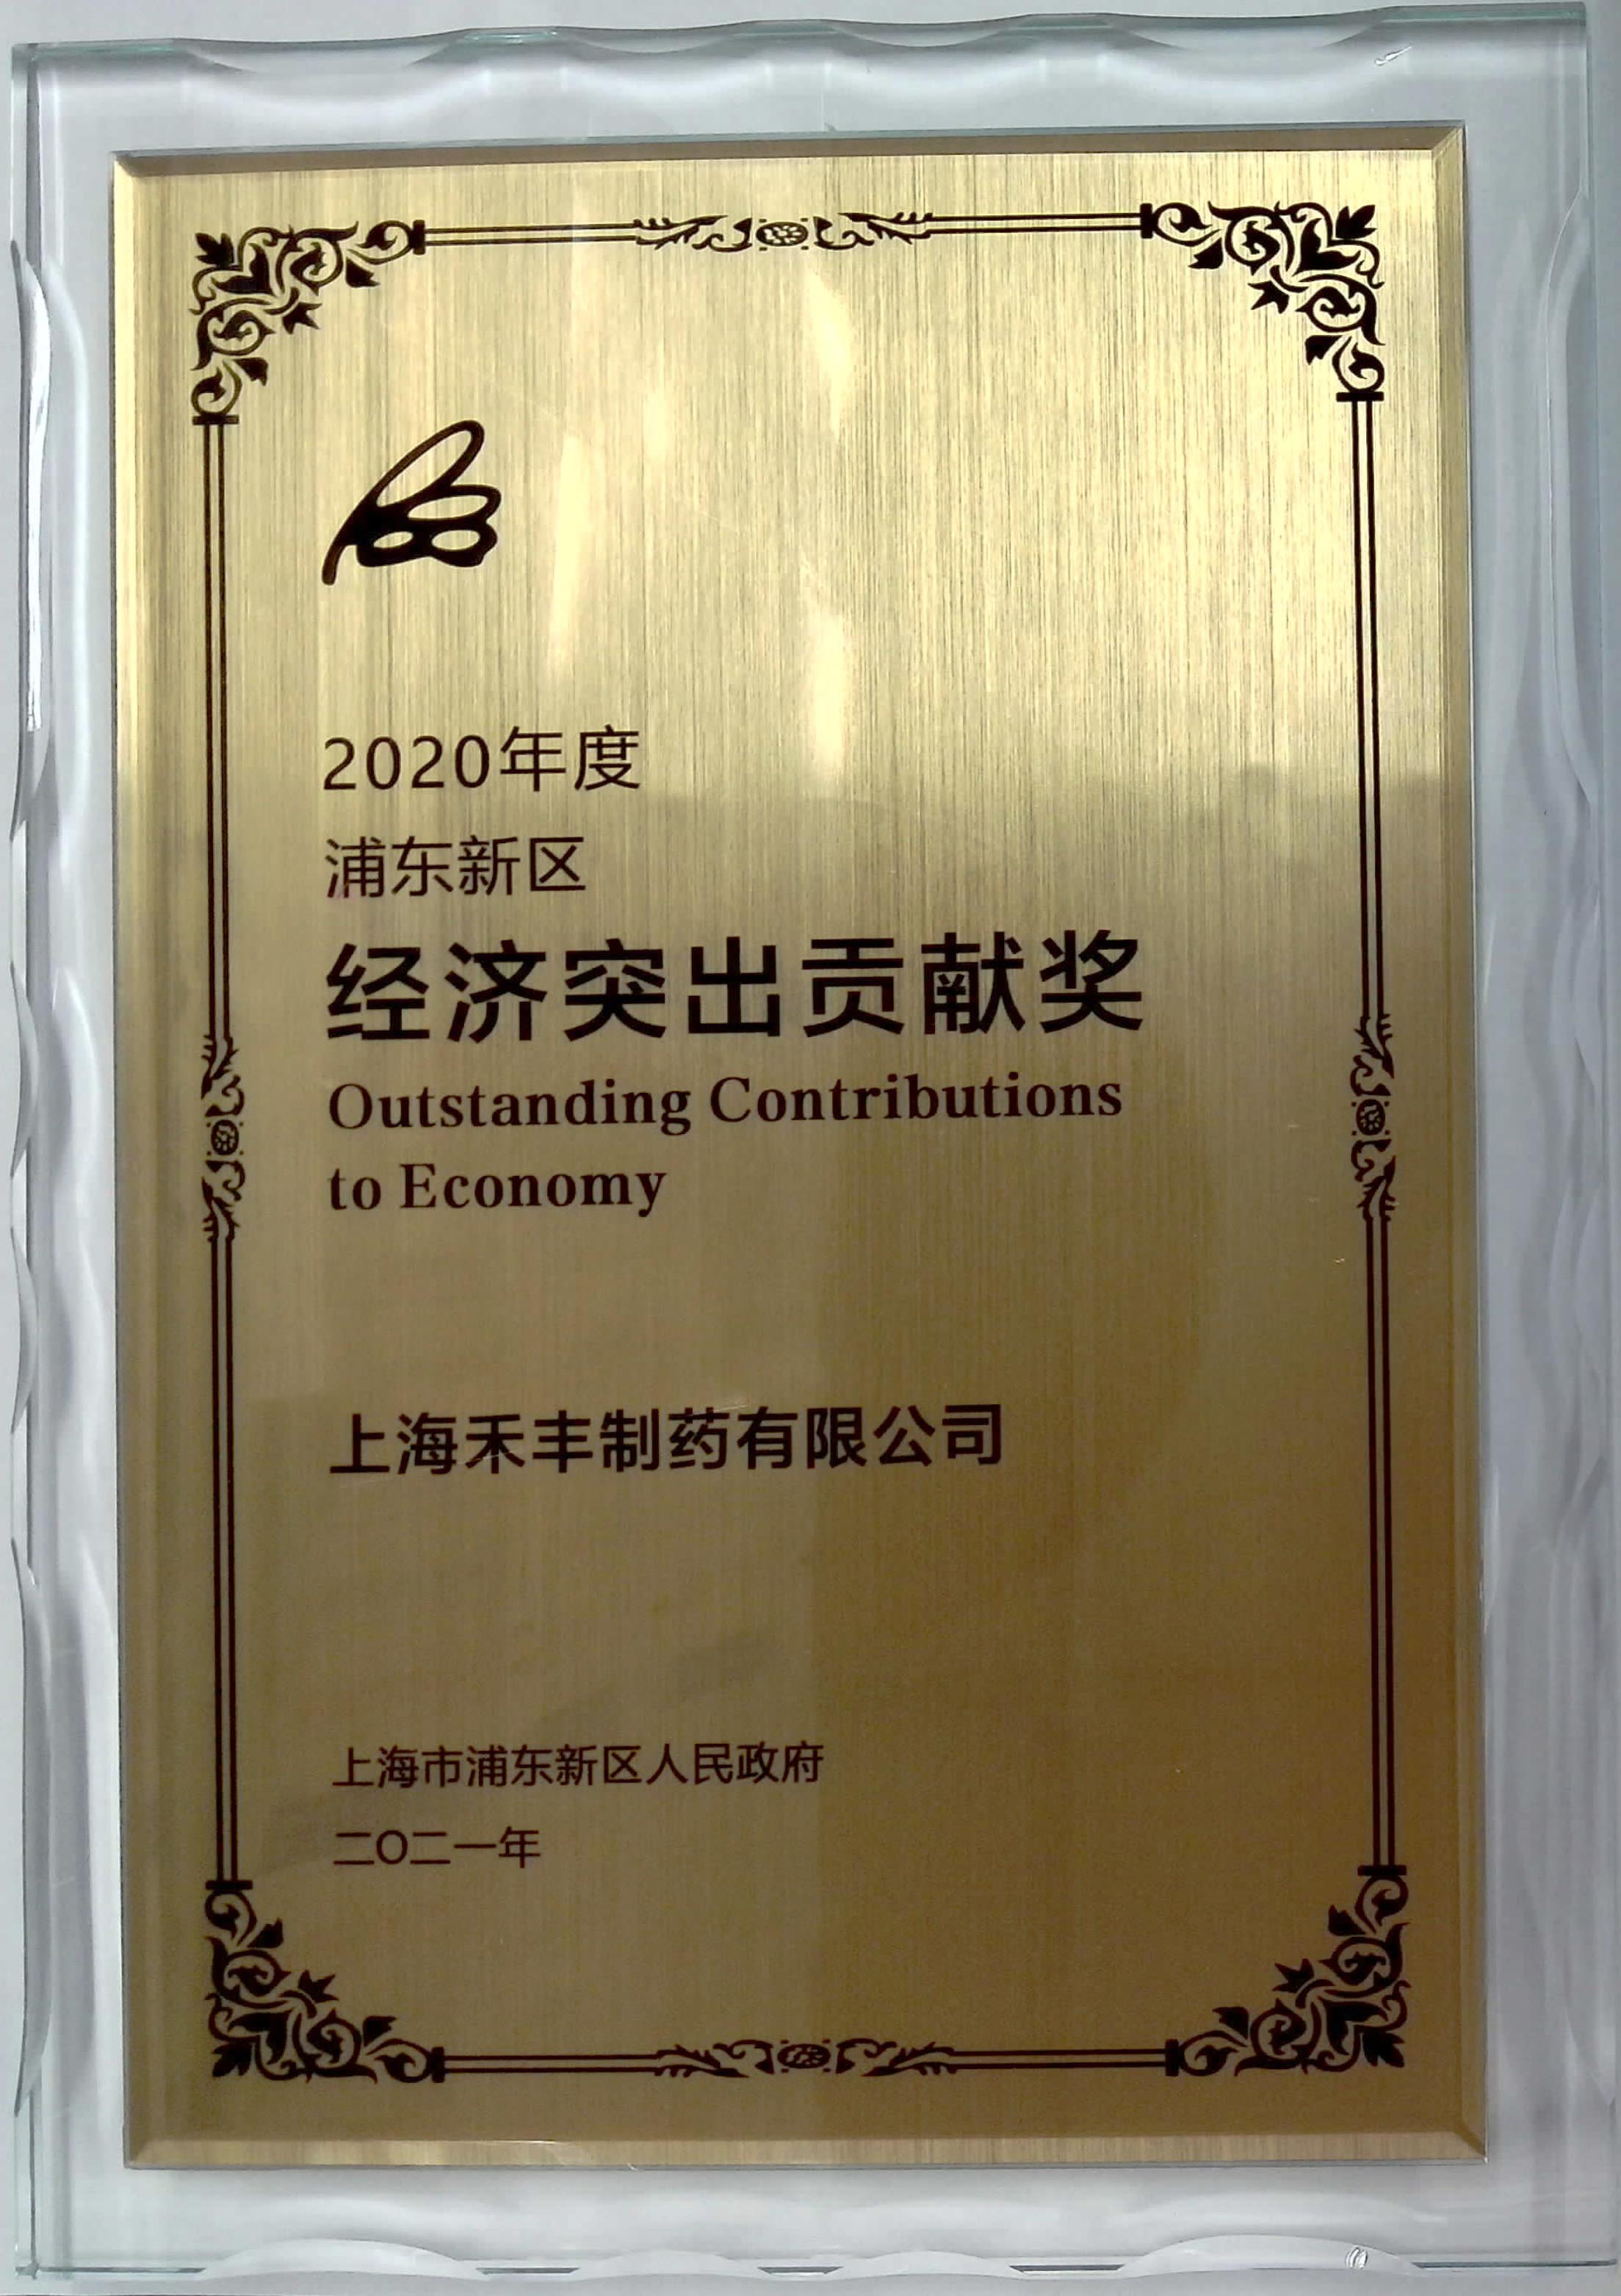 2020年度
浦东新区
经济突出贡献奖
Outstanding Contributions
to Economy
上海禾丰制药有限公司
上海市浦东新区人民政府
二〇二一年